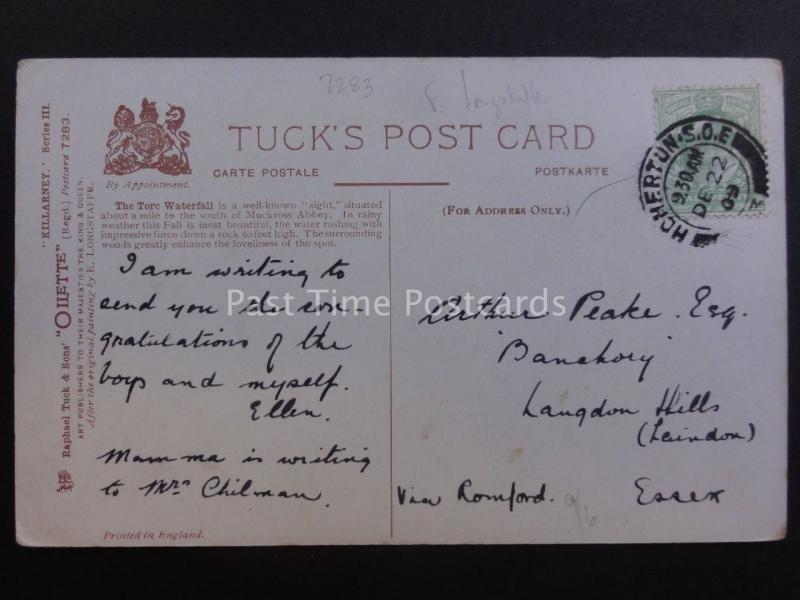 7283
E Longstaffe
"KILLARNEY." Series III.
Raphael Tuck & Sons' "OILETTE" [Regd.] Postcard 7283.
ART PUBLISHERS TO THEIR MAJESTIES THE KING & QUEEN.
After the original painting by E. LONGSTAFFE.
By Appointment.
TUCK'S POST CARD
CARTE POSTALE
POSTKARTE
(FOR ADDRESS ONLY.)
HOMERTON.S.O.E
9.30AM
DE 22
09
The Torc Waterfall is a well-known "sight," situated
about a mile to the south of Muckross Abbey. In rainy
weather this Fall is most beautiful, the water rushing with
impressive force down a rock 60 feet high. The surrounding
woods greatly enhance the loveliness of the spot.
I am writing to
send you the con-
gratulations of the
boys and myself.
Ellen.
Mamma is writing
to Mrs Chilman.
Arthur Peake. Esq.
'Banchory'
Langdon Hills
(Laindon)
Via Romford.
Essex
Past Time Postcards
Printed in England.